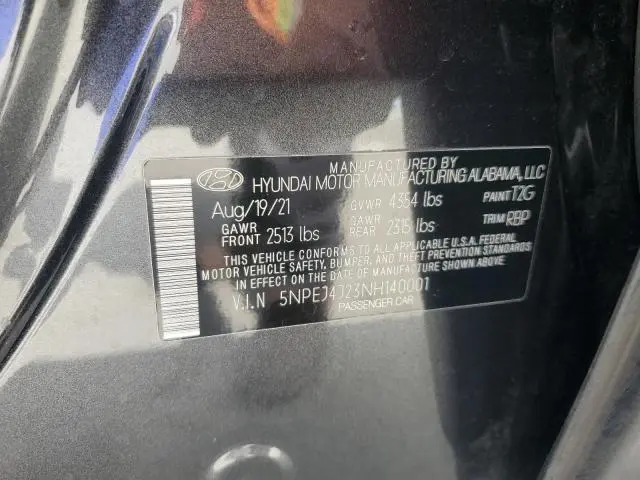 MANUFACTURED BY
HYUNDAI MOTOR MANUFACTURING ALABAMA, LLC
Aug/19/21 GVWR 4354 lbs PAINT T2G
GAWR FRONT 2513 lbs GAWR REAR 2315 lbs TRIM RBP
THIS VEHICLE CONFORMS TO ALL APPLICABLE U.S.A. FEDERAL
MOTOR VEHICLE SAFETY, BUMPER, AND THEFT PREVENTION STANDARDS
IN EFFECT ON THE DATE OF MANUFACTURE SHOWN ABOVE.
V.I.N 5NPEJ4J23NH140001
PASSENGER CAR